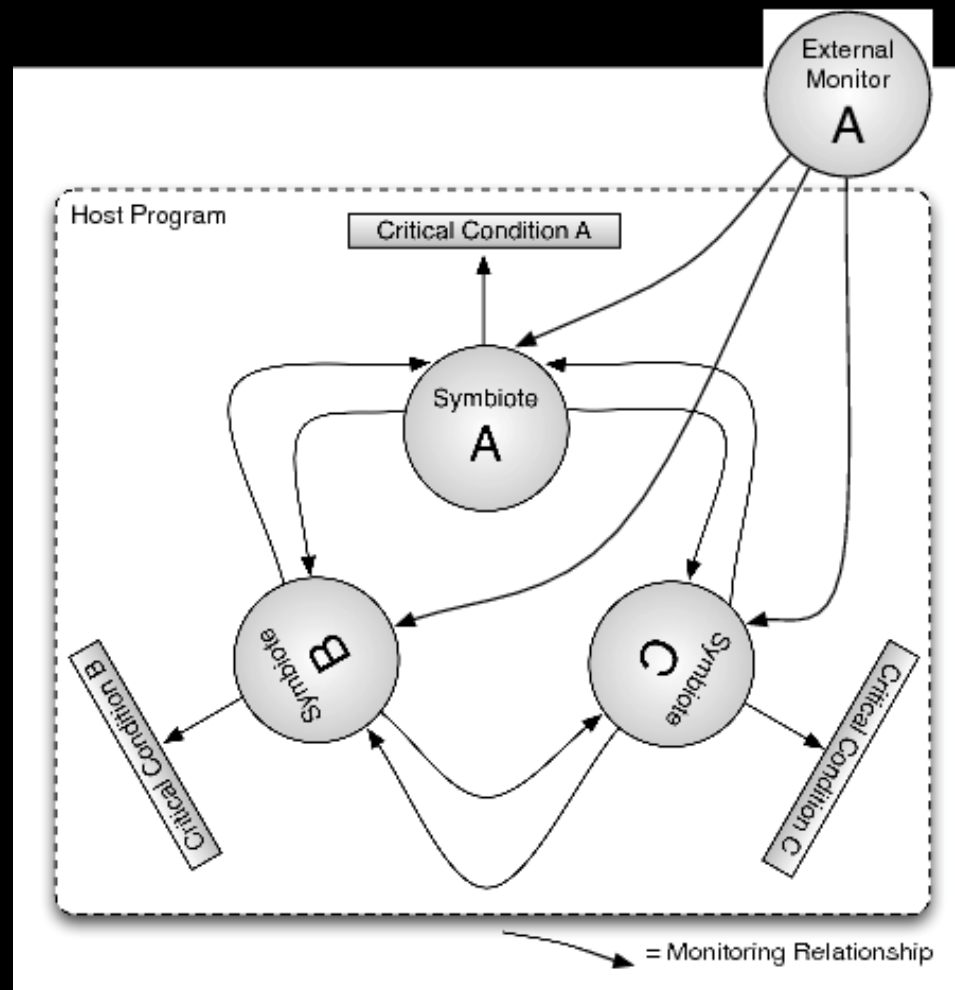 External
Monitor
A
Host Program
Critical Condition A
Symbiote
A
Symbiote
B
Symbiote
C
Critical Condition B
Critical Condition C
= Monitoring Relationship